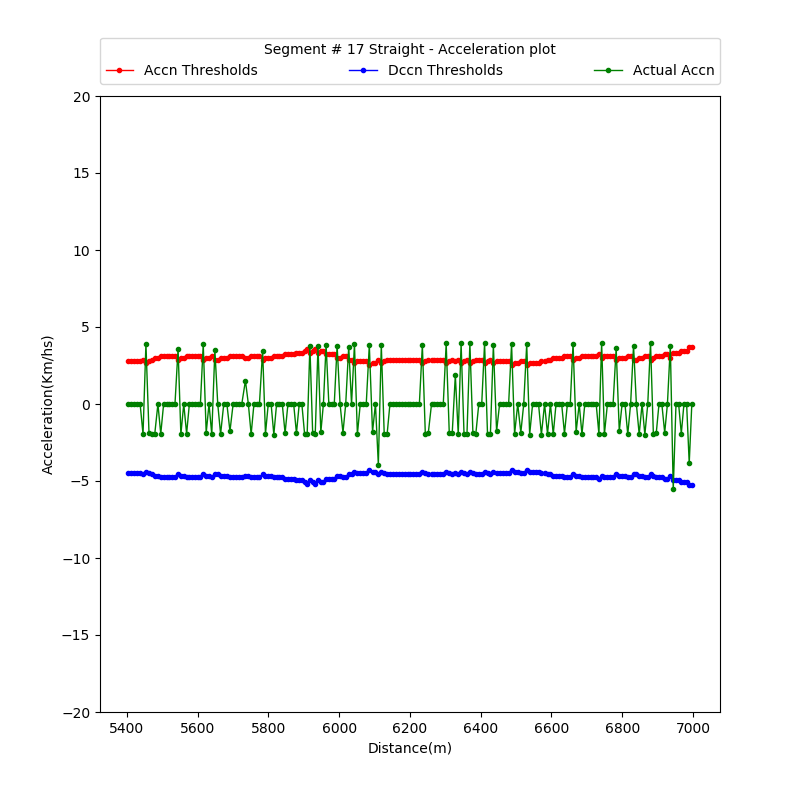 Segment # 17 Straight - Acceleration plot
Accn Thresholds Dccn Thresholds Actual Accn
20
15
10
5
0
−5
−10
−15
−20
Acceleration(Km/hs)
5400 5600 5800 6000 6200 6400 6600 6800 7000
Distance(m)